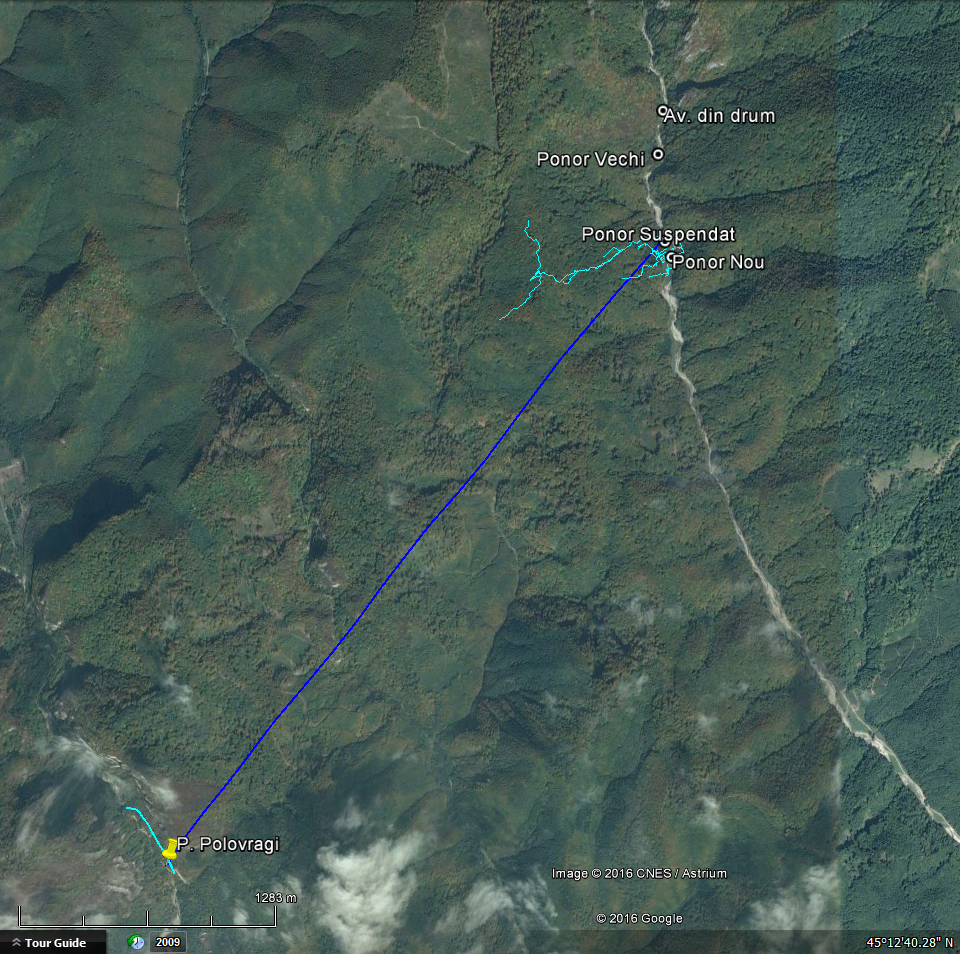 Av. din drum
Ponor Vechi
Ponor Suspendat
Ponor Nou
P. Polovragi
Image © 2016 CNES / Astrium
1283 m
© 2016 Google
Tour Guide
2009
45°12'40.28" N